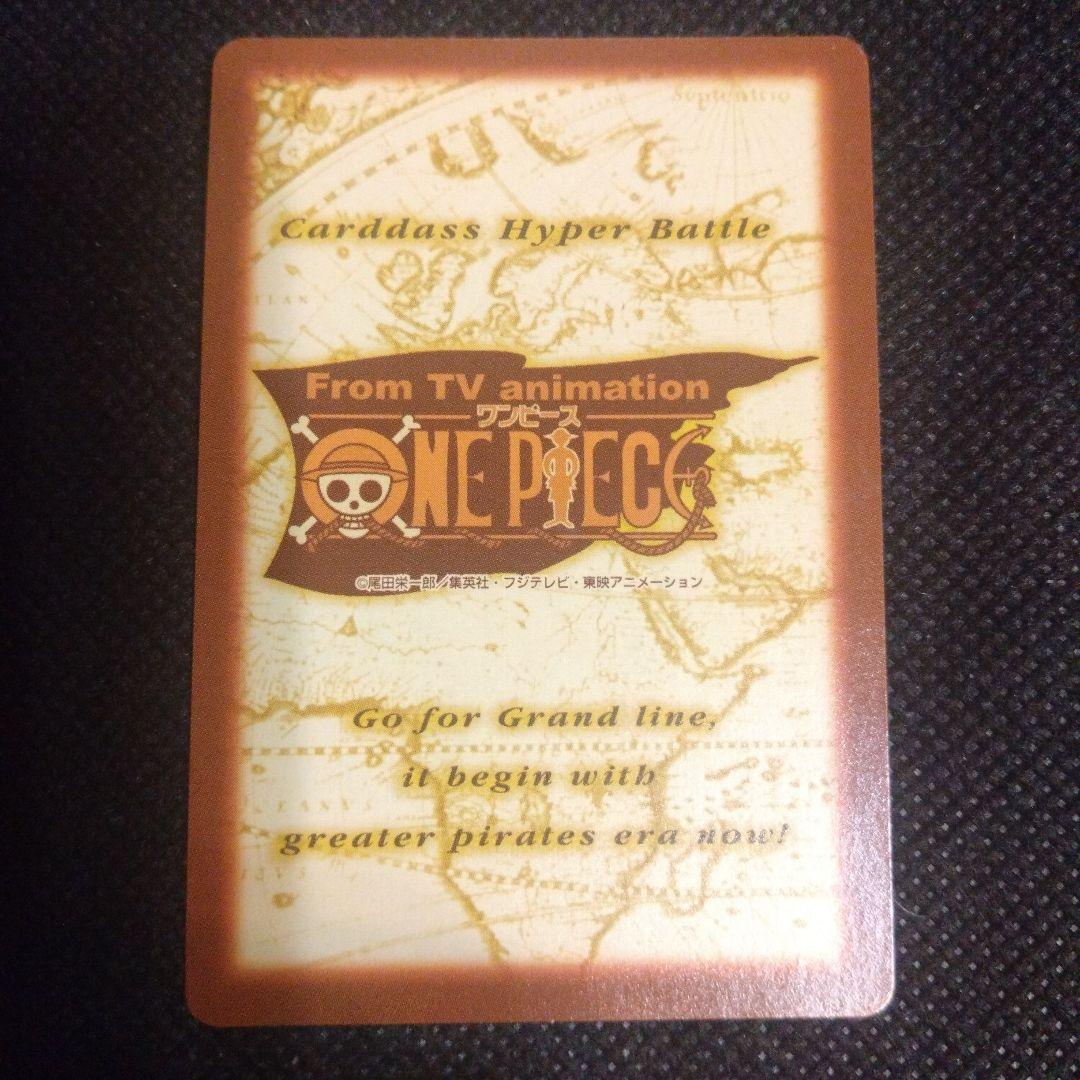 Septentrio
Carddass Hyper Battle
From TV animation
ワンピース
ONE PIECE
©尾田栄一郎／集英社・フジテレビ・東映アニメーション
Go for Grand line,
it begin with
greater pirates era now!